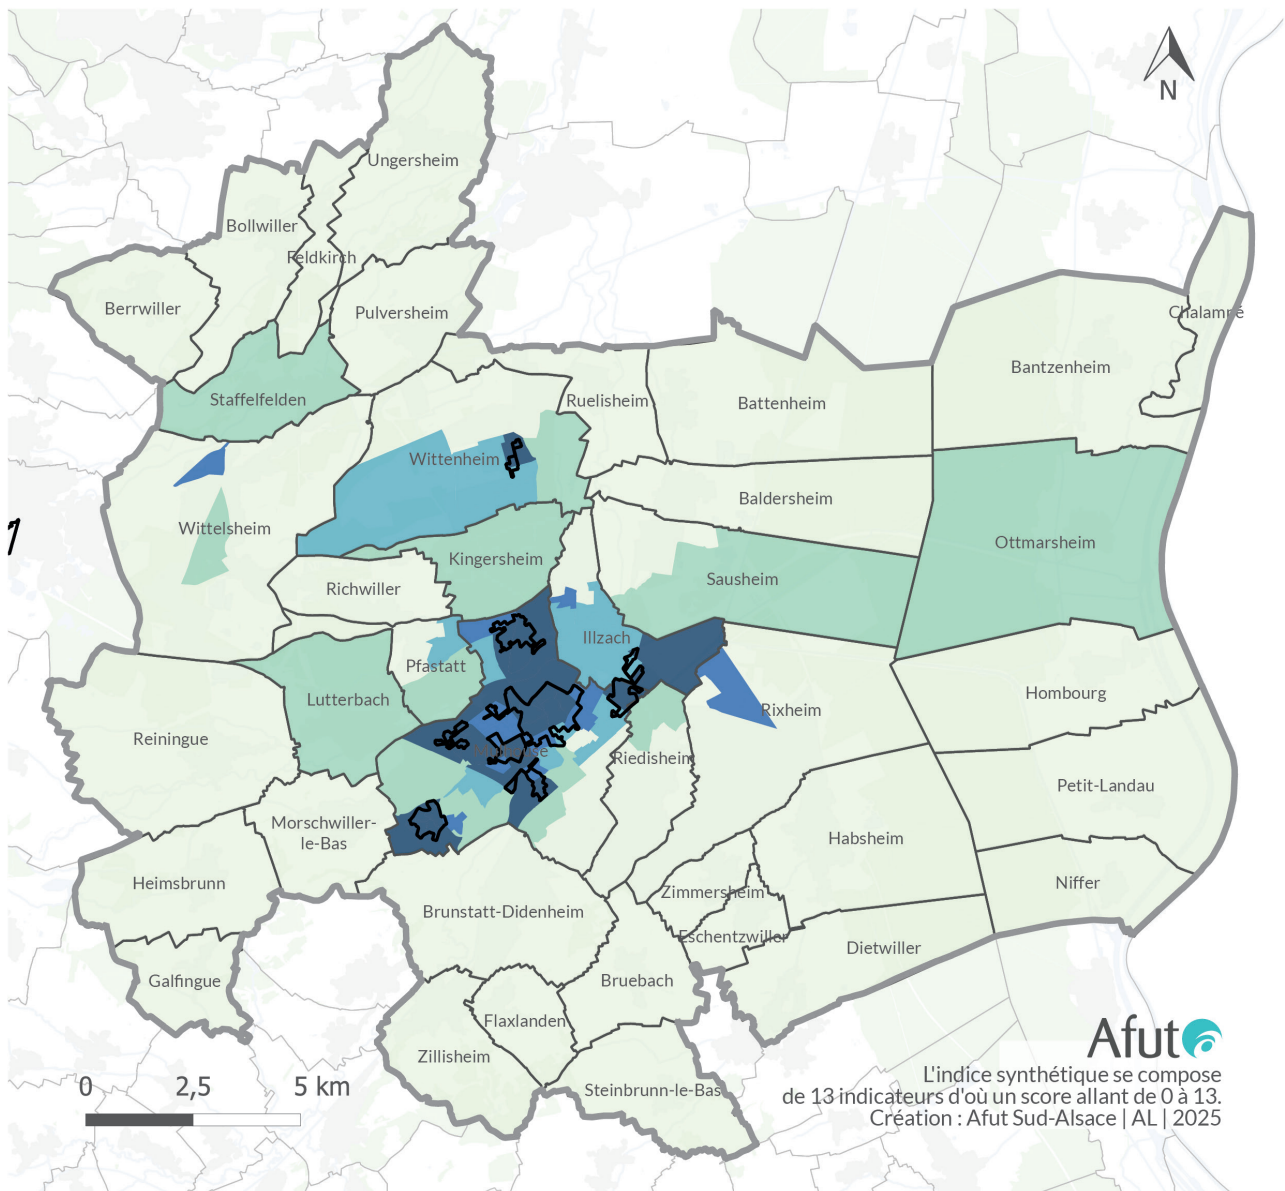 N
Ungersheim
Bollwiller
Feldkirch
Berrwiller
Pulversheim
Chalampé
Bantzenheim
Staffelfelden
Ruelisheim
Battenheim
Wittenheim
Baldersheim
Wittelsheim
Ottmarsheim
Kingersheim
Sausheim
Richwiller
Illzach
Pfastatt
Hombourg
Lutterbach
Rixheim
Reiningue
Mulhouse
Riedisheim
Petit-Landau
Morschwiller-
le-Bas
Habsheim
Heimsbrunn
Niffer
Zimmersheim
Brunstatt-Didenheim
Eschentzwiller
Dietwiller
Galfingue
Bruebach
Flaxlanden
Zillisheim
Steinbrunn-le-Bas
0 2,5 5 km
Afut
L'indice synthétique se compose
de 13 indicateurs d'où un score allant de 0 à 13.
Création : Afut Sud-Alsace | AL | 2025